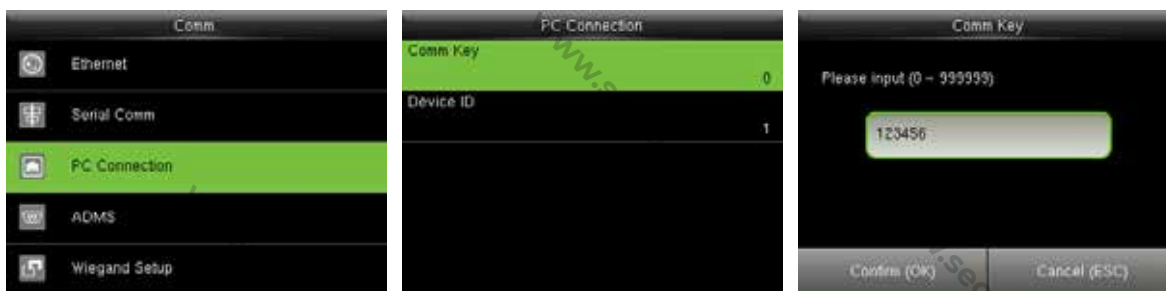 Comm
Ethernet
Serial Comm
PC Connection
ADMS
Wiegand Setup
PC Connection
Comm Key
0
Device ID
1
Comm Key
Please input (0 ~ 999999)
123456
Confirm (OK)
Cancel (ESC)